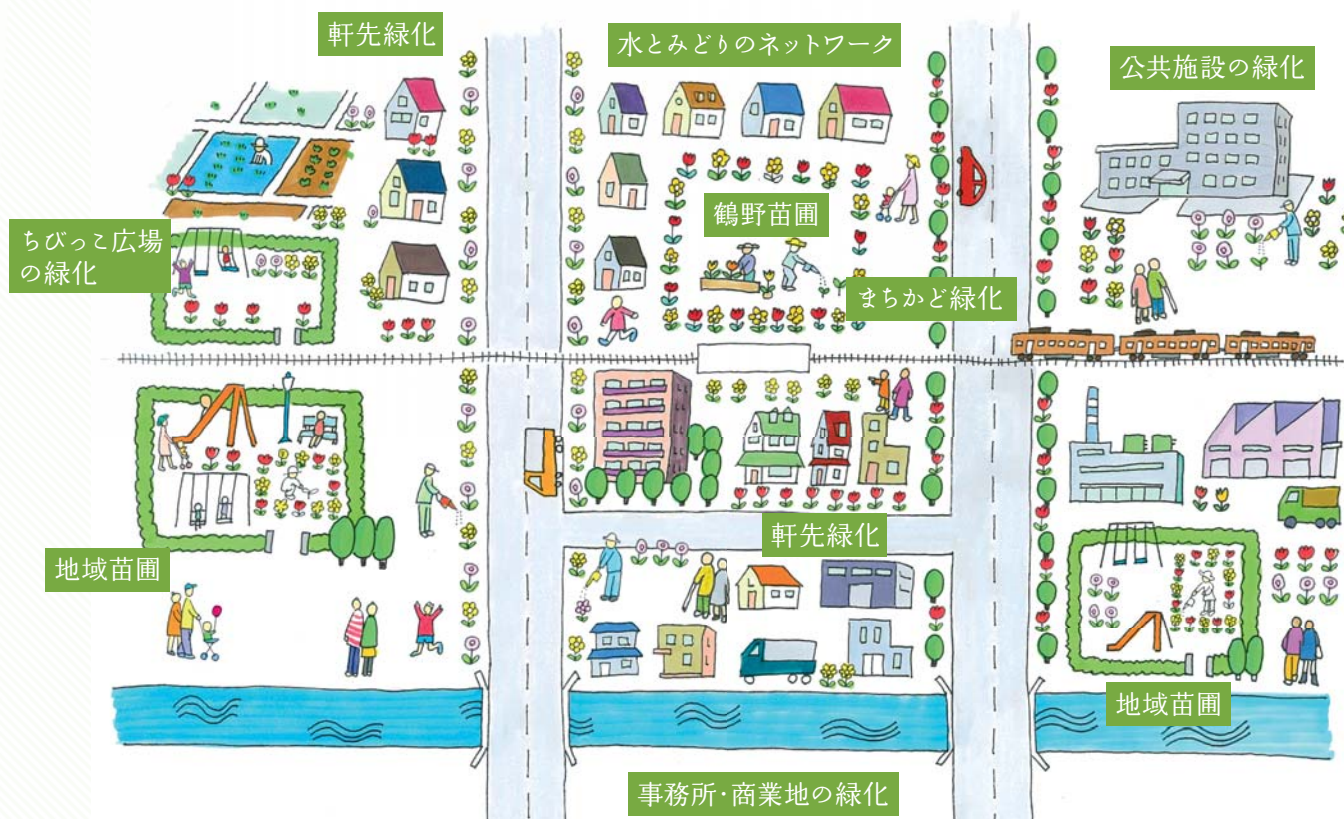 軒先緑化
水とみどりのネットワーク
公共施設の緑化
ちびっこ広場
の緑化
鶴野苗圃
まちかど緑化
軒先緑化
地域苗圃
地域苗圃
事務所・商業地の緑化